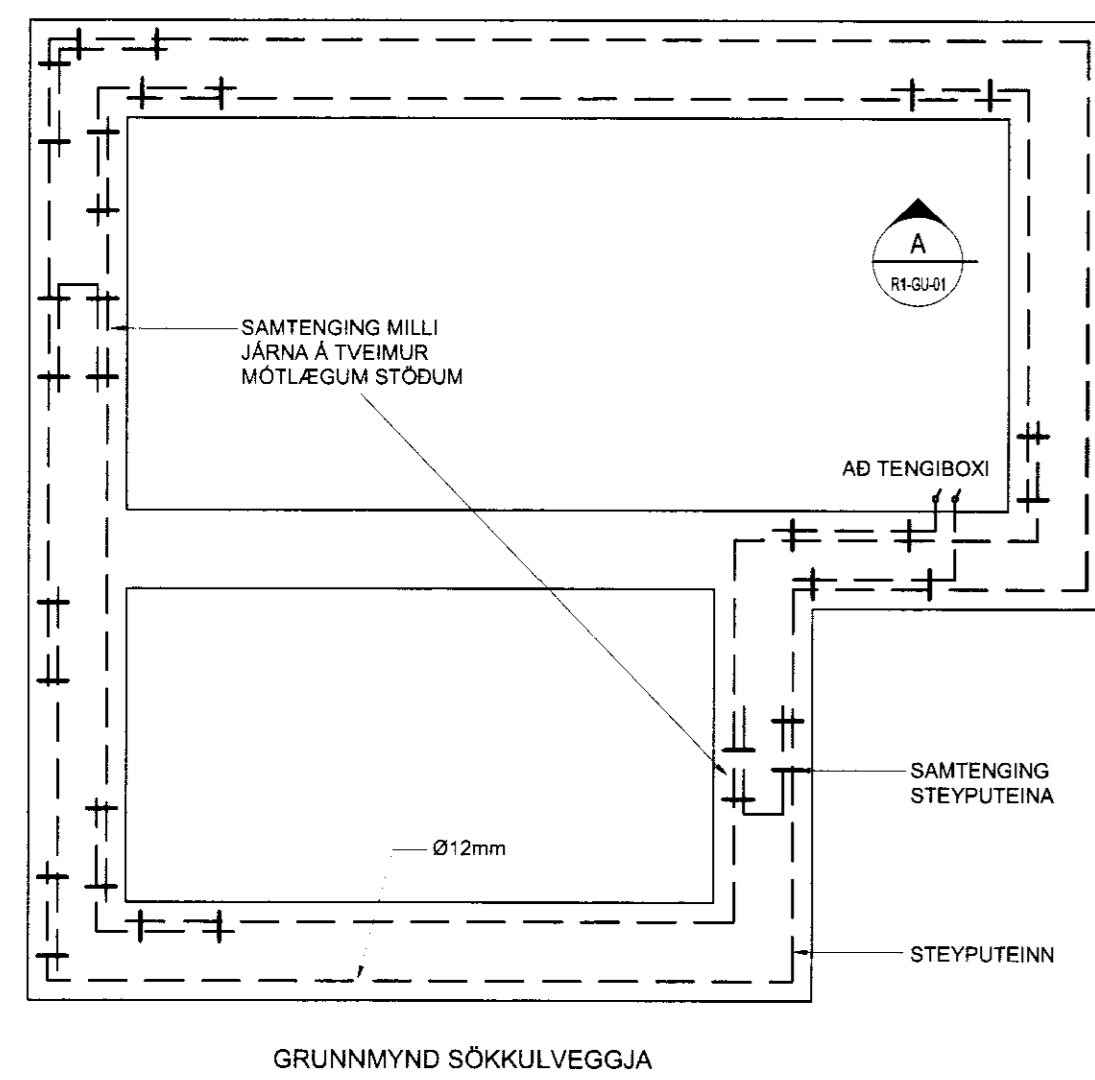 A
R1-GU-01
SAMTENGING MILLI
JÁRNA Á TVEIMUR
MÓTLÆGUM STÖÐUM
AÐ TENGIBOXI
SAMTENGING
STEYPUTEINA
Ø12mm
STEYPUTEINN
GRUNNMYND SÖKKULVEGGJA